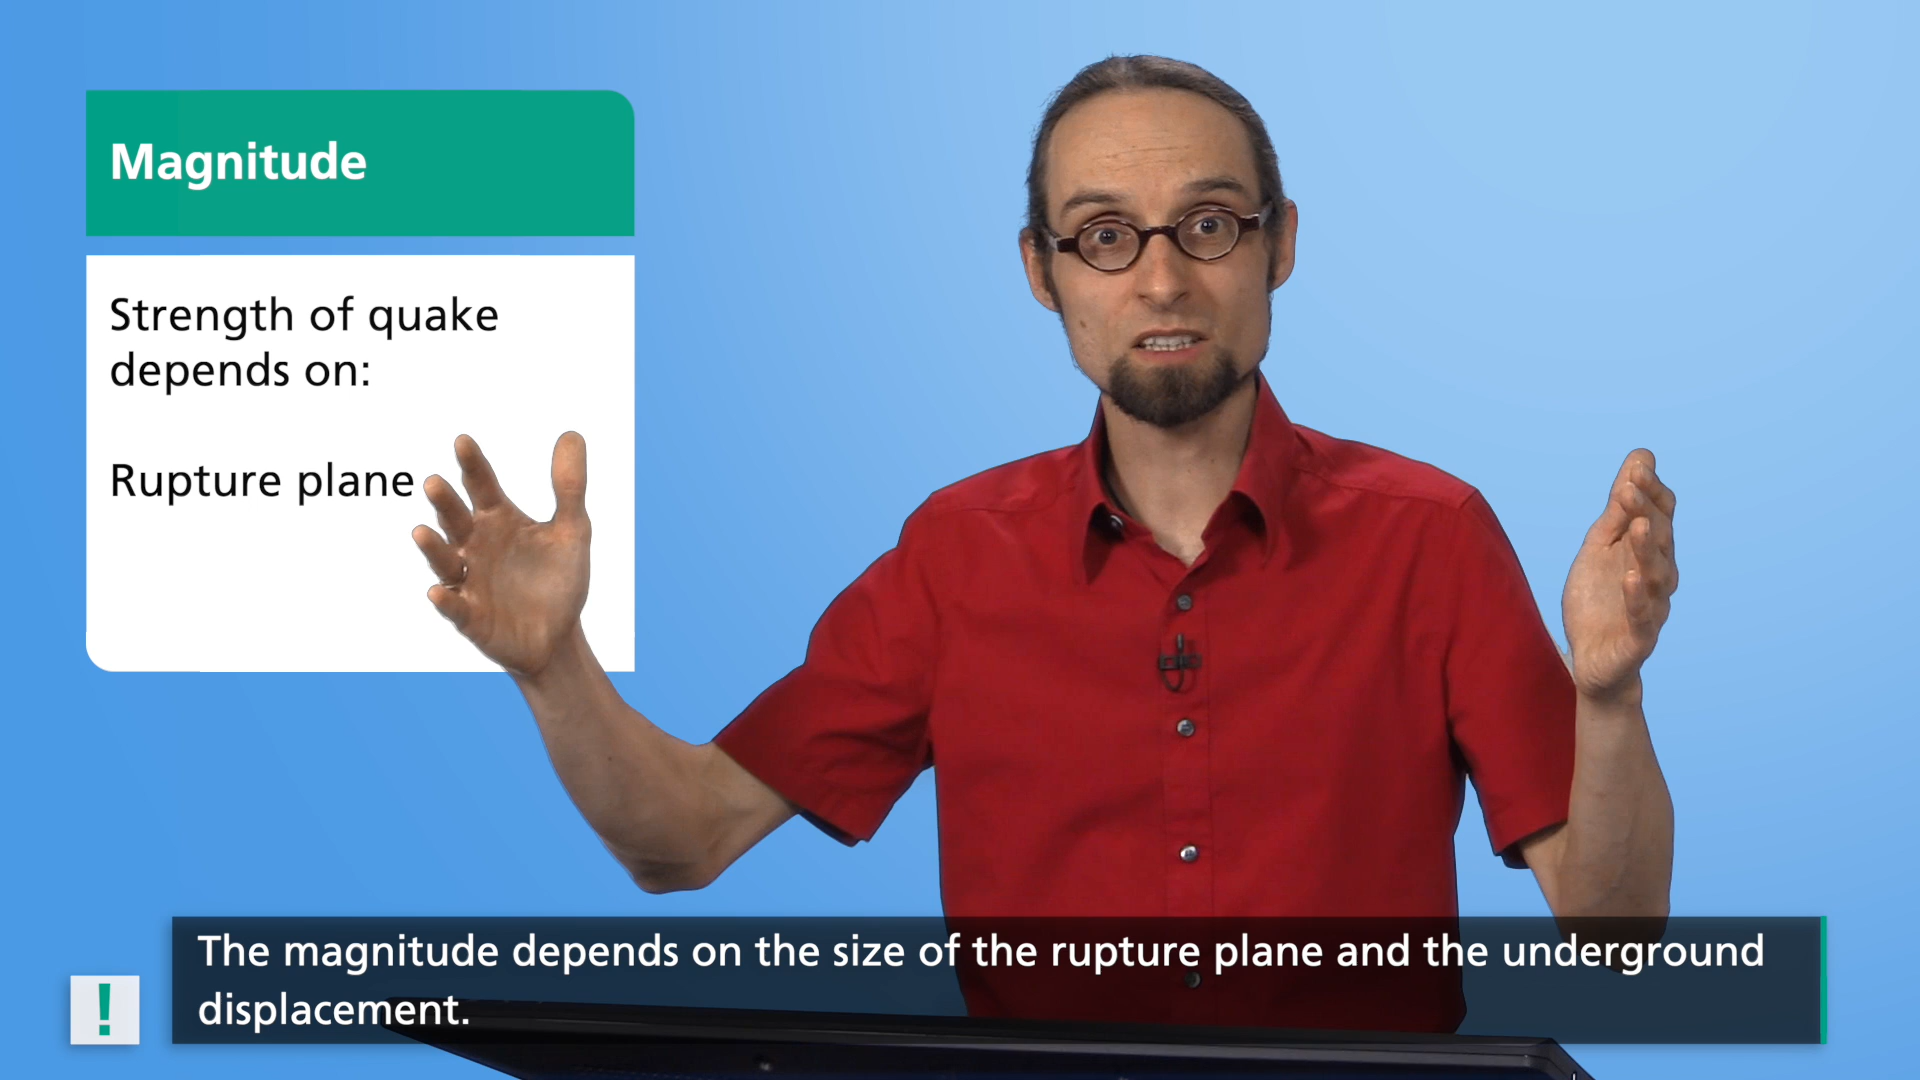 Magnitude
Strength of quake
depends on:
Rupture plane
!
The magnitude depends on the size of the rupture plane and the underground
displacement.